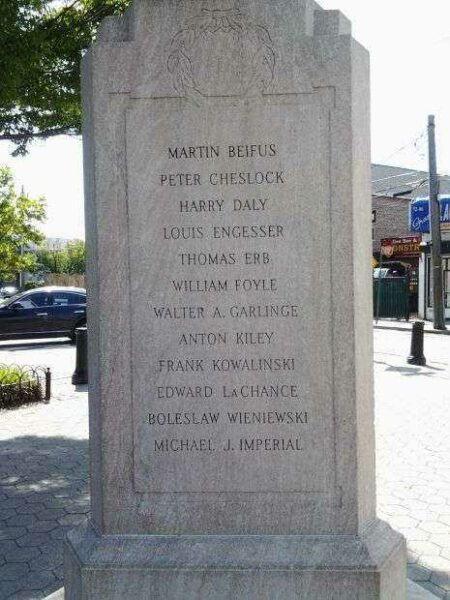 MARTIN BEIFUS
PETER CHESLOCK
HARRY DALY
LOUIS ENGESSER
THOMAS ERB
WILLIAM FOYLE
WALTER A. GARLINGE
ANTON KILEY
FRANK KOWALINSKI
EDWARD LACHANCE
BOLESLAW WIENIEWSKI
MICHAEL J. IMPERIAL